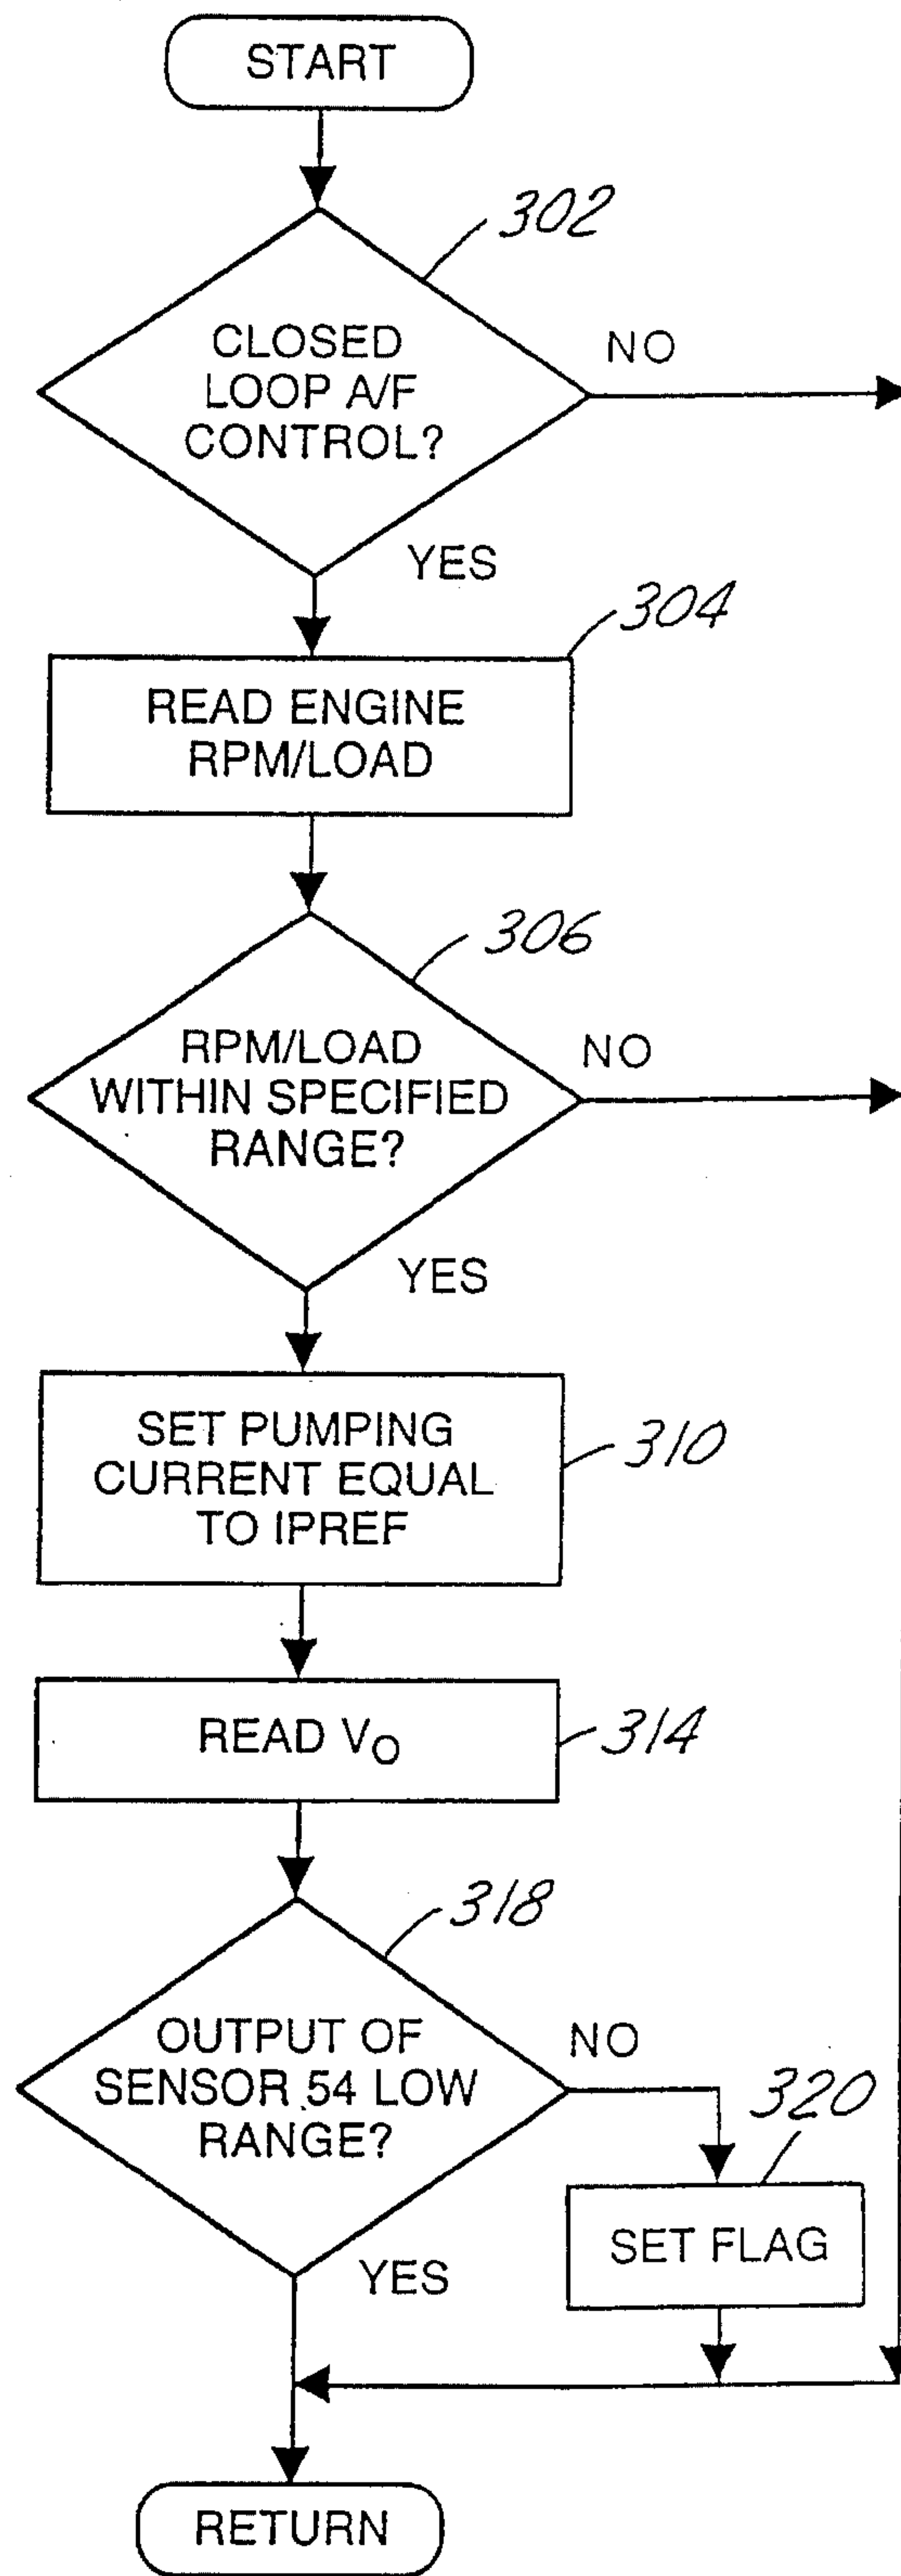 START
302
CLOSED
LOOP A/F
CONTROL?
NO
YES
304
READ ENGINE
RPM/LOAD
306
RPM/LOAD
WITHIN SPECIFIED
RANGE?
NO
YES
SET PUMPING
CURRENT EQUAL
TO IPREF
310
READ VO
314
318
OUTPUT OF
SENSOR 54 LOW
RANGE?
NO
320
SET FLAG
YES
RETURN